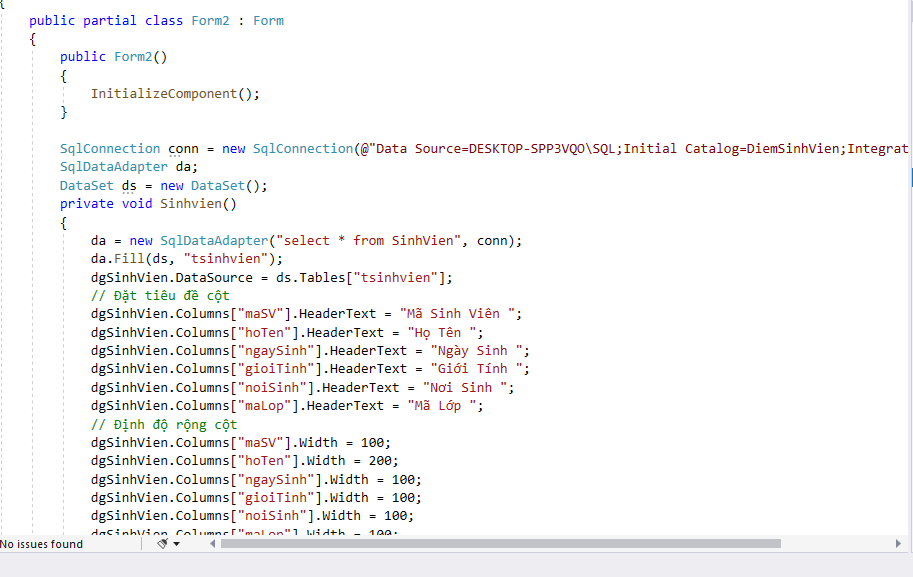 {
public partial class Form2 : Form
{
public Form2()
{
InitializeComponent();
}
SqlConnection conn = new SqlConnection(@"Data Source=DESKTOP-SPP3VQO\SQL;Initial Catalog=DiemSinhVien;Integrat
SqlDataAdapter da;
DataSet ds = new DataSet();
private void Sinhvien()
{
da = new SqlDataAdapter("select * from SinhVien", conn);
da.Fill(ds, "tsinhvien");
dgSinhVien.DataSource = ds.Tables["tsinhvien"];
// Đặt tiêu đề cột
dgSinhVien.Columns["maSV"].HeaderText = "Mã Sinh Viên ";
dgSinhVien.Columns["hoTen"].HeaderText = "Họ Tên ";
dgSinhVien.Columns["ngaySinh"].HeaderText = "Ngày Sinh ";
dgSinhVien.Columns["gioiTinh"].HeaderText = "Giới Tính ";
dgSinhVien.Columns["noiSinh"].HeaderText = "Nơi Sinh ";
dgSinhVien.Columns["maLop"].HeaderText = "Mã Lớp ";
// Định độ rộng cột
dgSinhVien.Columns["maSV"].Width = 100;
dgSinhVien.Columns["hoTen"].Width = 200;
dgSinhVien.Columns["ngaySinh"].Width = 100;
dgSinhVien.Columns["gioiTinh"].Width = 100;
dgSinhVien.Columns["noiSinh"].Width = 100;
dgSinhVien.Columns["maLop"].Width = 100;
No issues found